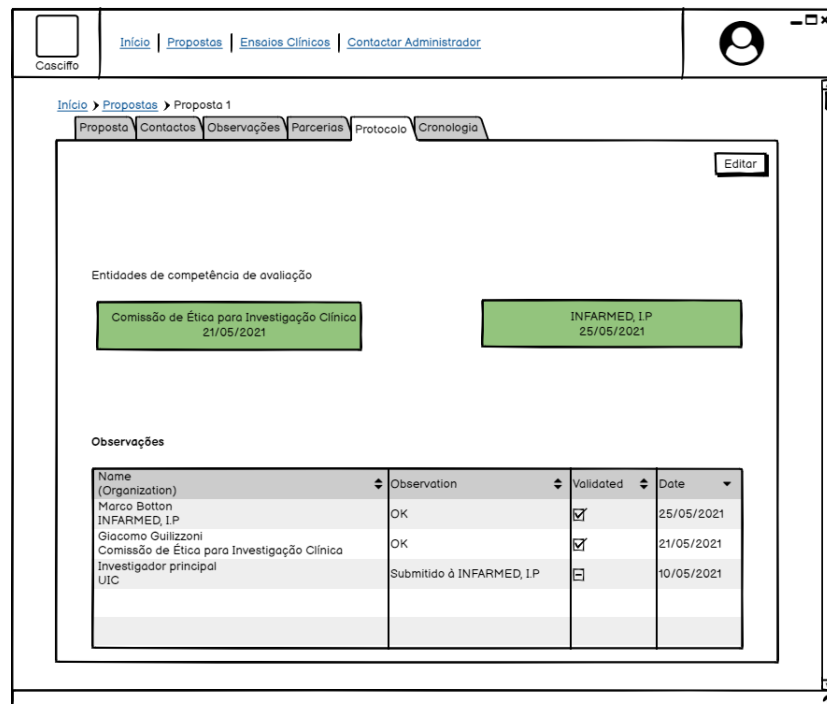 Casciffo
Início Propostas Ensaios Clínicos Contactar Administrador
Início Propostas Proposta 1
Proposta Contactos Observações Parcerias Protocolo Cronologia
Editar
Entidades de competência de avaliação
Comissão de Ética para Investigação Clínica
21/05/2021
INFARMED, I.P
25/05/2021
Observações
Name
(Organization)
Observation
Validated
Date
Marco Botton
INFARMED, I.P
OK
25/05/2021
Giacomo Guilizzoni
Comissão de Ética para Investigação Clínica
OK
21/05/2021
Investigador principal
UIC
Submitido à INFARMED, I.P
10/05/2021